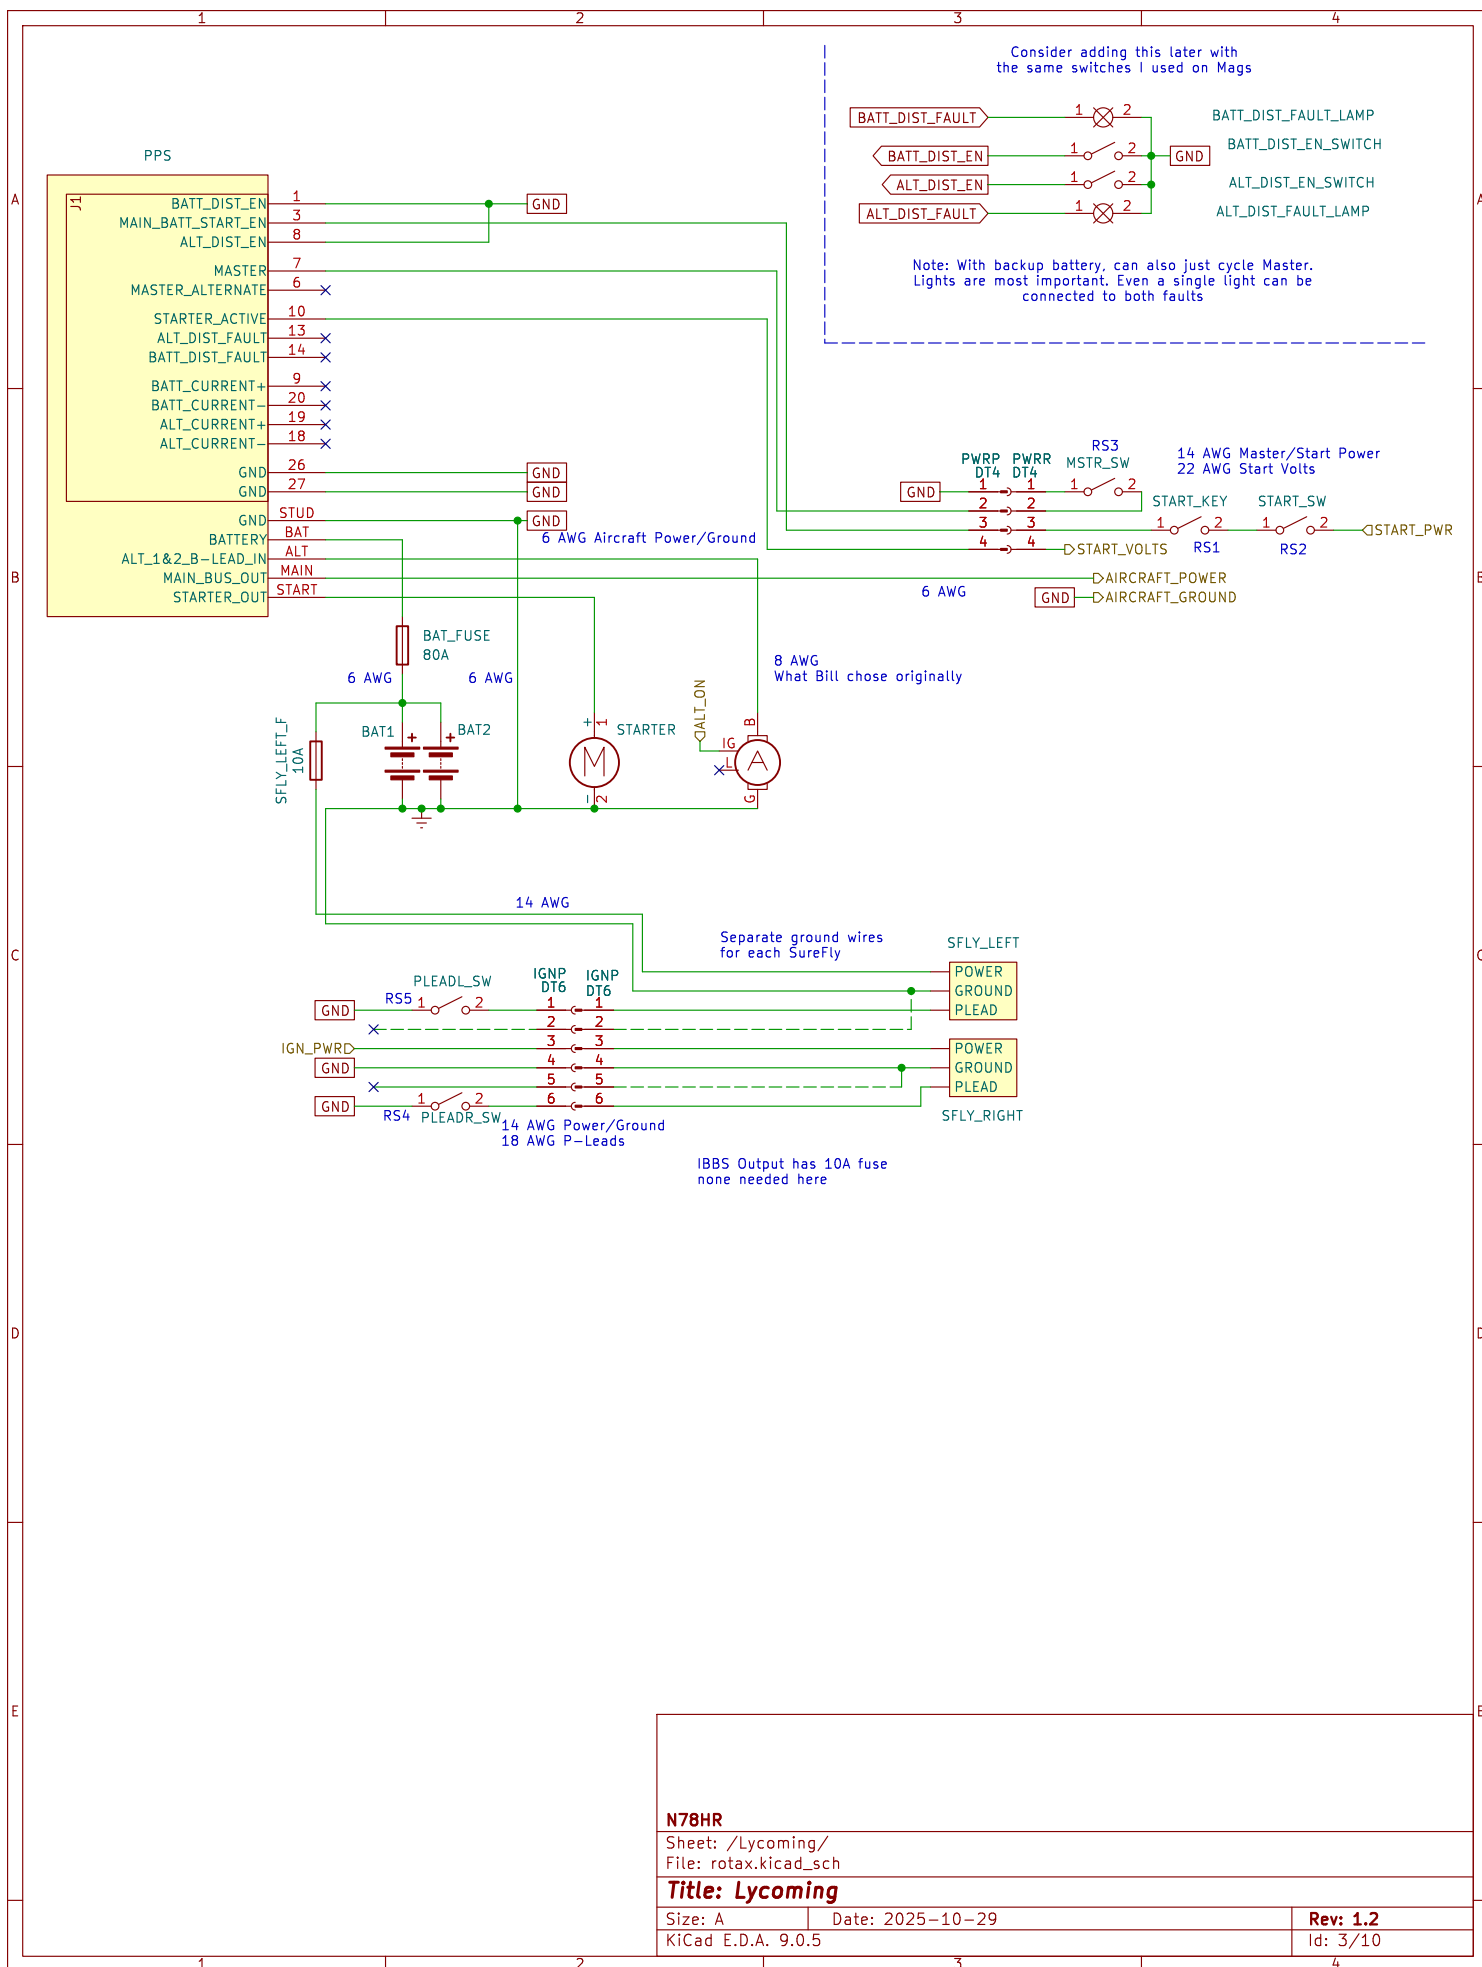 1
2
3
4
Consider adding this later with
the same switches I used on Mags
BATT_DIST_FAULT
1
2
BATT_DIST_FAULT_LAMP
BATT_DIST_EN
1
2
GND
BATT_DIST_EN_SWITCH
ALT_DIST_EN
1
2
ALT_DIST_EN_SWITCH
ALT_DIST_FAULT
1
2
ALT_DIST_FAULT_LAMP
Note: With backup battery, can also just cycle Master.
Lights are most important. Even a single light can be
connected to both faults
PPS
J1
A
A
BATT_DIST_EN 1
GND
MAIN_BATT_START_EN 3
ALT_DIST_EN 8
MASTER 7
MASTER_ALTERNATE 6
STARTER_ACTIVE 10
ALT_DIST_FAULT 13
BATT_DIST_FAULT 14
BATT_CURRENT+ 9
BATT_CURRENT- 20
ALT_CURRENT+ 19
ALT_CURRENT- 18
GND 26
GND
GND 27
GND
GND STUD
GND
BATTERY BAT
6 AWG Aircraft Power/Ground
ALT_1&2_B-LEAD_IN ALT
MAIN_BUS_OUT MAIN
STARTER_OUT START
B
B
RS3
PWRP
DT4
PWRR
DT4
MSTR_SW
14 AWG Master/Start Power
22 AWG Start Volts
GND
1 1
1 2
2 2
START_KEY
START_SW
3 3
1 2
1 2
START_PWR
RS1
RS2
4 4
START_VOLTS
AIRCRAFT_POWER
6 AWG
GND
AIRCRAFT_GROUND
BAT_FUSE
80A
6 AWG
6 AWG
8 AWG
What Bill chose originally
SFLY_LEFT_F
10A
BAT1
+
+
BAT2
+
1
M
-
2
STARTER
ALT_ON
B
IG
L
A
G
14 AWG
C
C
Separate ground wires
for each SureFly
SFLY_LEFT
POWER
GROUND
PLEAD
IGNP
DT6
IGNP
DT6
PLEADL_SW
RS5
GND
1 2
1 1
2 2
IGN_PWR
3 3
GND
4 4
5 5
GND
1 2
6 6
RS4
PLEADR_SW
POWER
GROUND
PLEAD
SFLY_RIGHT
14 AWG Power/Ground
18 AWG P-Leads
IBBS Output has 10A fuse
none needed here
D
D
E
E
N78HR
Sheet: /Lycoming/
File: rotax.kicad_sch
Title: Lycoming
Size: A
Date: 2025-10-29
Rev: 1.2
KiCad E.D.A. 9.0.5
Id: 3/10
1
2
3
4